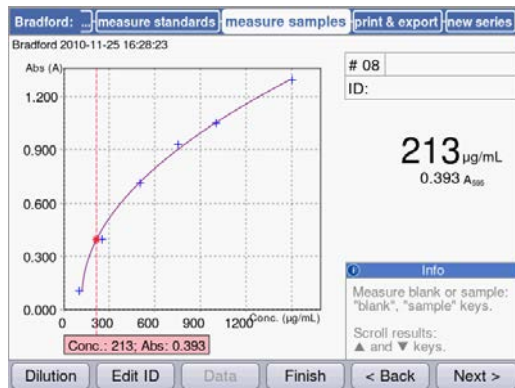 Bradford: ... measure standards measure samples print & export new series
Bradford 2010-11-25 16:28:23
Abs (A)
1.200
0.900
0.600
0.300
0.000
0 300 600 900 1200 Conc. (µg/mL)
Conc.: 213; Abs: 0.393
# 08
ID:
213 µg/mL
0.393 A₅₉₅
Info
Measure blank or sample:
"blank", "sample" keys.
Scroll results:
▲ and ▼ keys.
Dilution Edit ID Data Finish < Back Next >